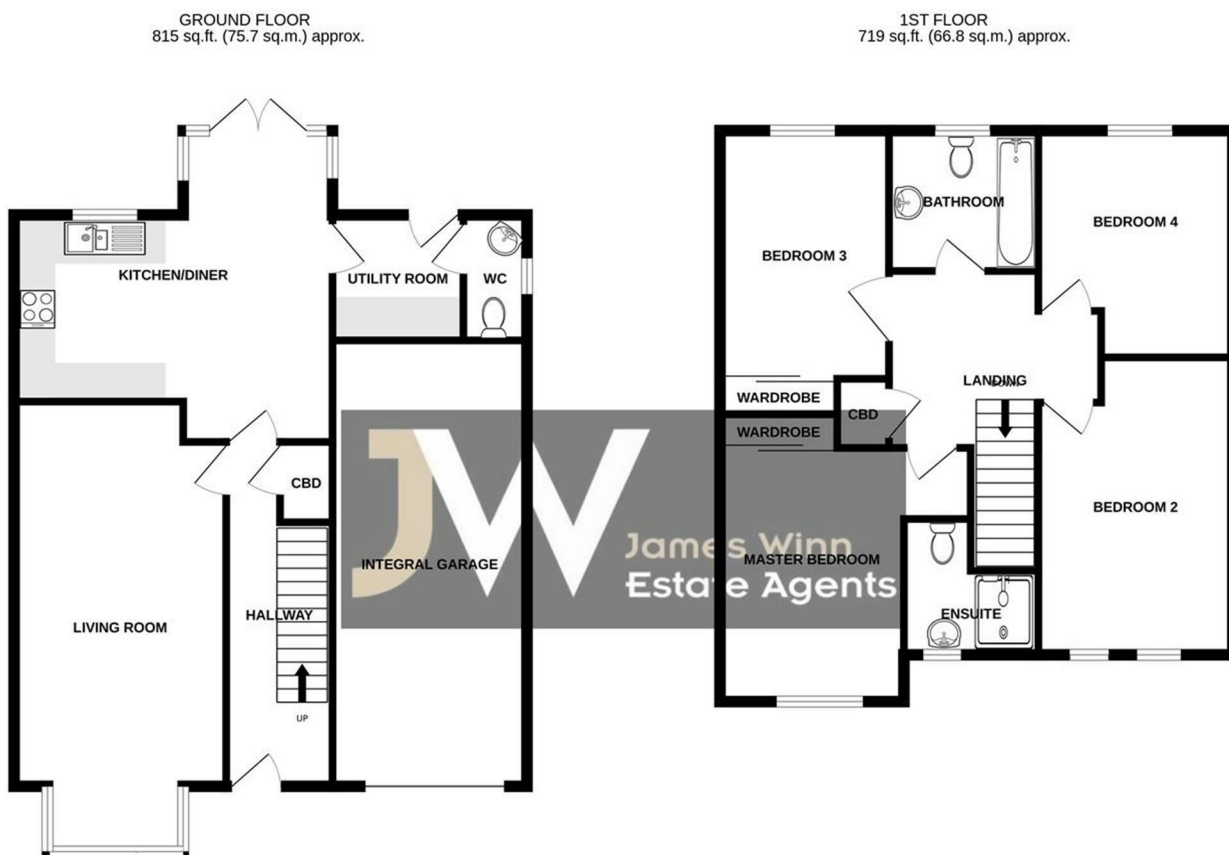 GROUND FLOOR
815 sq.ft. (75.7 sq.m.) approx.
1ST FLOOR
719 sq.ft. (66.8 sq.m.) approx.
KITCHEN/DINER
UTILITY ROOM
WC
CBD
INTEGRAL GARAGE
HALLWAY
LIVING ROOM
UP
BEDROOM 3
BATHROOM
BEDROOM 4
LANDING
DOWN
WARDROBE
CBD
WARDROBE
BEDROOM 2
MASTER BEDROOM
ENSUITE
JW
James Winn
Estate Agents